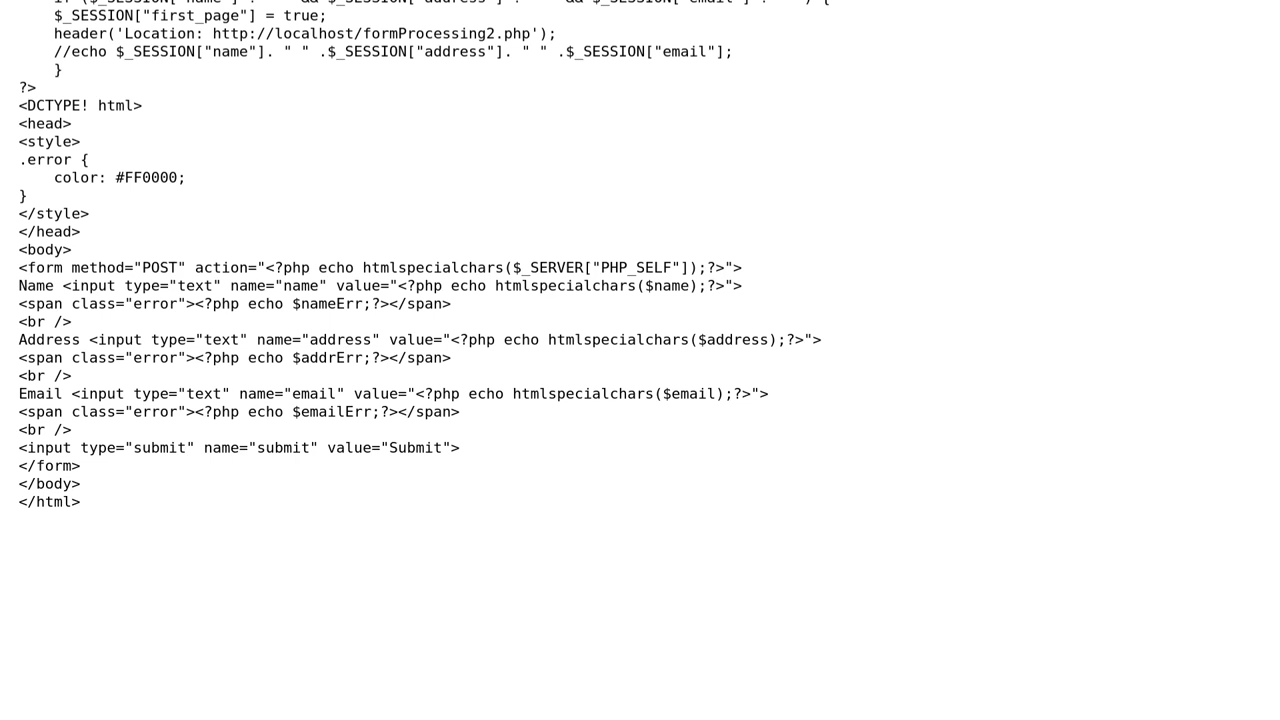 $_SESSION["first_page"] = true;
header('Location: http://localhost/formProcessing2.php');
//echo $_SESSION["name"]. " " .$_SESSION["address"]. " " .$_SESSION["email"];
}
?>
<DCTYPE! html>
<head>
<style>
.error {
color: #FF0000;
}
</style>
</head>
<body>
<form method="POST" action="<?php echo htmlspecialchars($_SERVER["PHP_SELF"]);?>">
Name <input type="text" name="name" value="<?php echo htmlspecialchars($name);?>">
<span class="error"><?php echo $nameErr;?></span>
<br />
Address <input type="text" name="address" value="<?php echo htmlspecialchars($address);?>">
<span class="error"><?php echo $addrErr;?></span>
<br />
Email <input type="text" name="email" value="<?php echo htmlspecialchars($email);?>">
<span class="error"><?php echo $emailErr;?></span>
<br />
<input type="submit" name="submit" value="Submit">
</form>
</body>
</html>